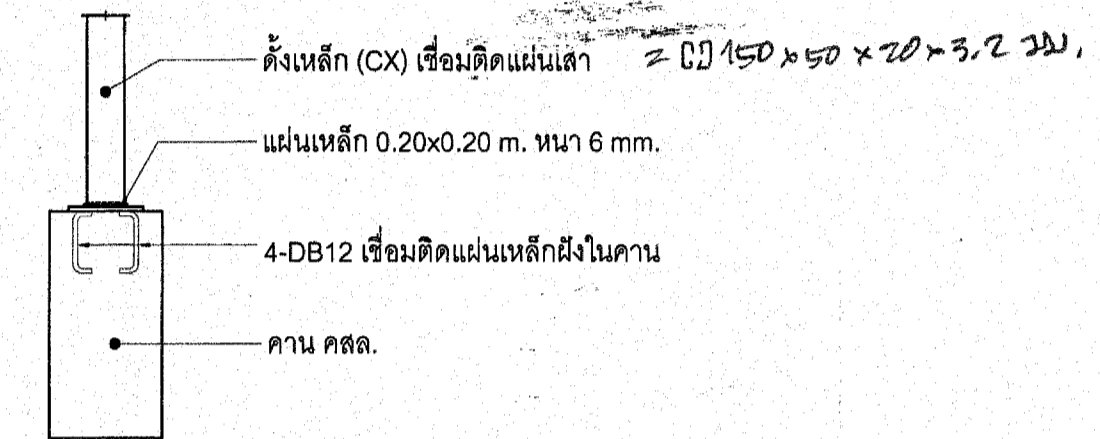 ดั้งเหล็ก (CX) เชื่อมติดแผ่นเสา = [] 150 x 50 x 20 x 3.2 มม.
แผ่นเหล็ก 0.20x0.20 m. หนา 6 mm.
4-DB12 เชื่อมติดแผ่นเหล็กฝังในคาน
คาน คสล.